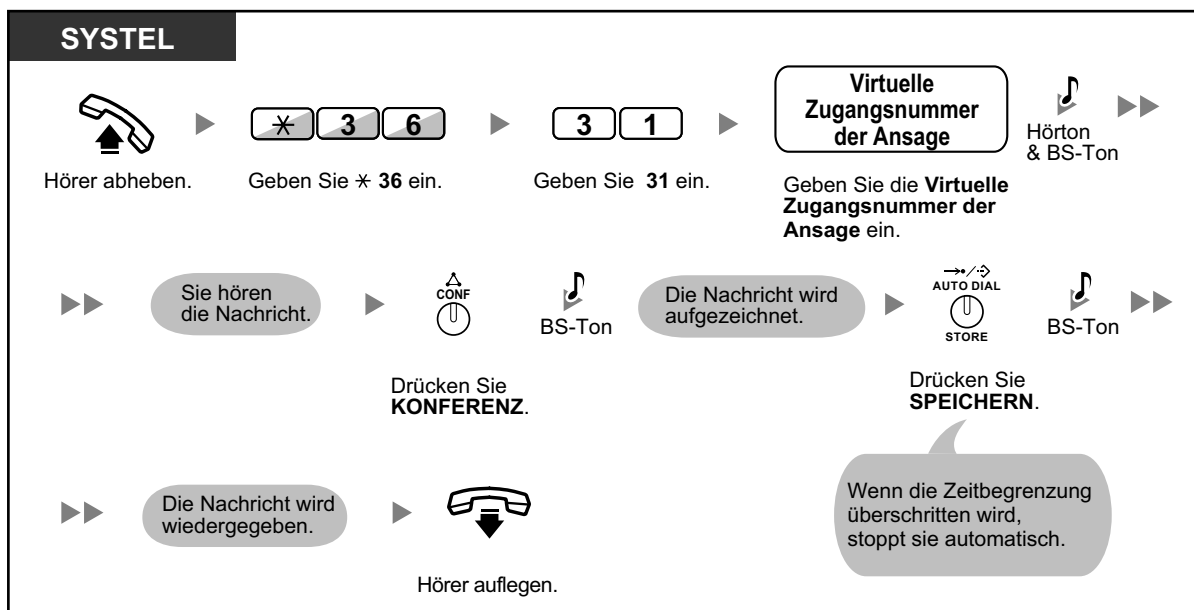 SYSTEL
Virtuelle
Zugangsnummer
der Ansage
Hörton
& BS-Ton
Hörer abheben.
Geben Sie ✳ 36 ein.
✳ 3 6
Geben Sie 31 ein.
3 1
Geben Sie die Virtuelle
Zugangsnummer der
Ansage ein.
Sie hören
die Nachricht.
CONF
BS-Ton
Drücken Sie
KONFERENZ.
Die Nachricht wird
aufgezeichnet.
AUTO DIAL
STORE
BS-Ton
Drücken Sie
SPEICHERN.
Wenn die Zeitbegrenzung
überschritten wird,
stoppt sie automatisch.
Die Nachricht wird
wiedergegeben.
Hörer auflegen.